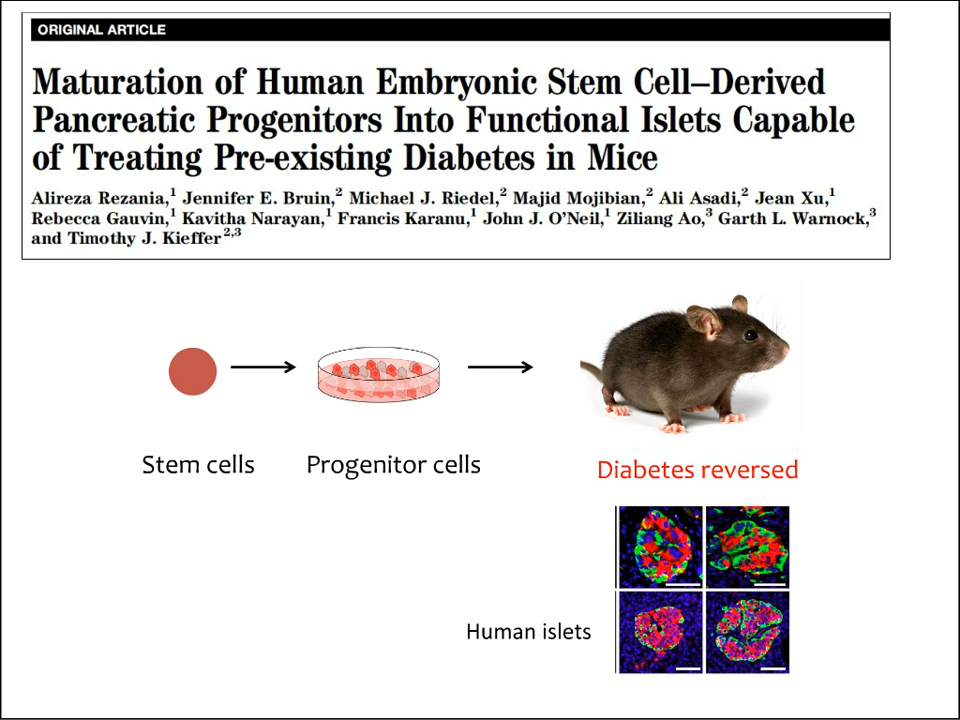 ORIGINAL ARTICLE
Maturation of Human Embryonic Stem Cell–Derived
Pancreatic Progenitors Into Functional Islets Capable
of Treating Pre-existing Diabetes in Mice
Alireza Rezania,¹ Jennifer E. Bruin,² Michael J. Riedel,² Majid Mojibian,² Ali Asadi,² Jean Xu,¹
Rebecca Gauvin,¹ Kavitha Narayan,¹ Francis Karanu,¹ John J. O’Neil,¹ Ziliang Ao,³ Garth L. Warnock,³
and Timothy J. Kieffer²,³
Stem cells
Progenitor cells
Diabetes reversed
Human islets